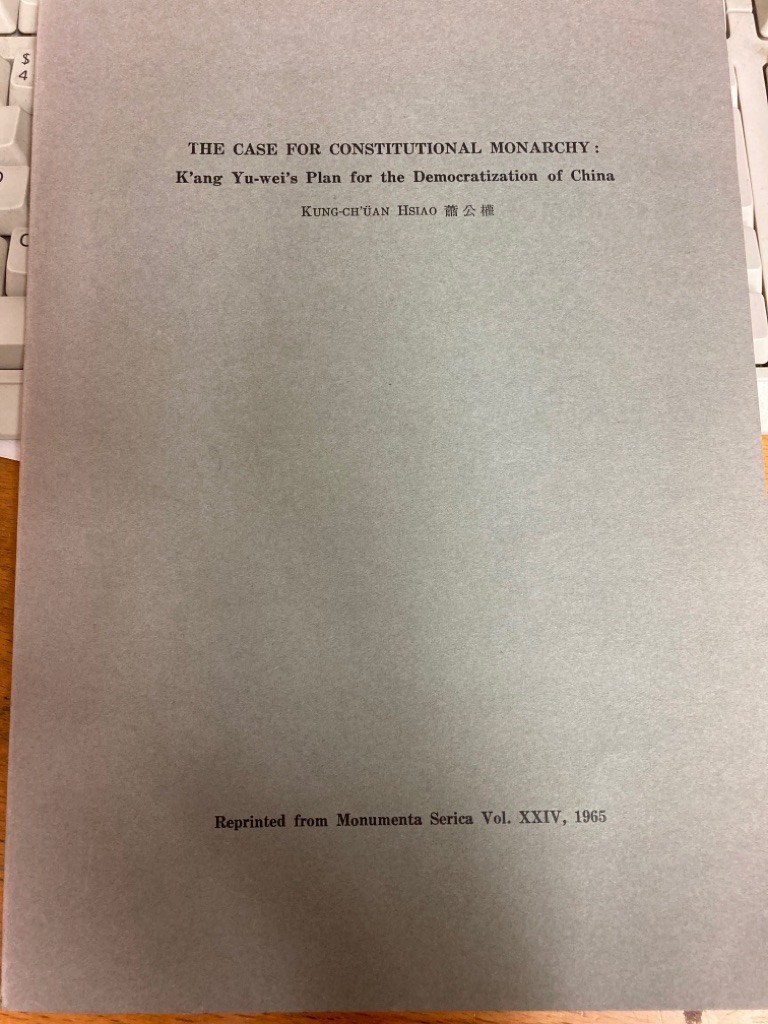 $
4
C
THE CASE FOR CONSTITUTIONAL MONARCHY :
K'ang Yu-wei's Plan for the Democratization of China
KUNG-CH'ÜAN HSIAO 蕭公權
Reprinted from Monumenta Serica Vol. XXIV, 1965